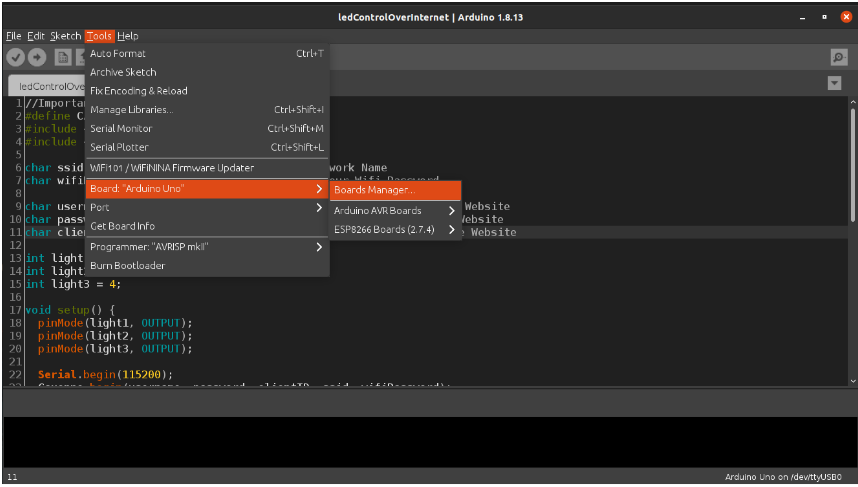 ledControlOverInternet | Arduino 1.8.13
File Edit Sketch Tools Help
ledControlOve
Auto Format Ctrl+T
Archive Sketch
Fix Encoding & Reload
Manage Libraries... Ctrl+Shift+I
Serial Monitor Ctrl+Shift+M
Serial Plotter Ctrl+Shift+L
WiFi101 / WiFiNINA Firmware Updater
Board: "Arduino Uno"
Port
Get Board Info
Programmer: "AVRISP mkII"
Burn Bootloader
Boards Manager...
Arduino AVR Boards
ESP8266 Boards (2.7.4)
1 //Importa
2 #define C
3 #include
4 #include
5
6 char ssid work Name
7 char wifi
8
9 char usern Website
10 char passw Website
11 char clien Website
12
13 int light
14 int light
15 int light3 = 4;
16
17 void setup() {
18 pinMode(light1, OUTPUT);
19 pinMode(light2, OUTPUT);
20 pinMode(light3, OUTPUT);
21
22 Serial.begin(115200);
11 Arduino Uno on /dev/ttyUSB0